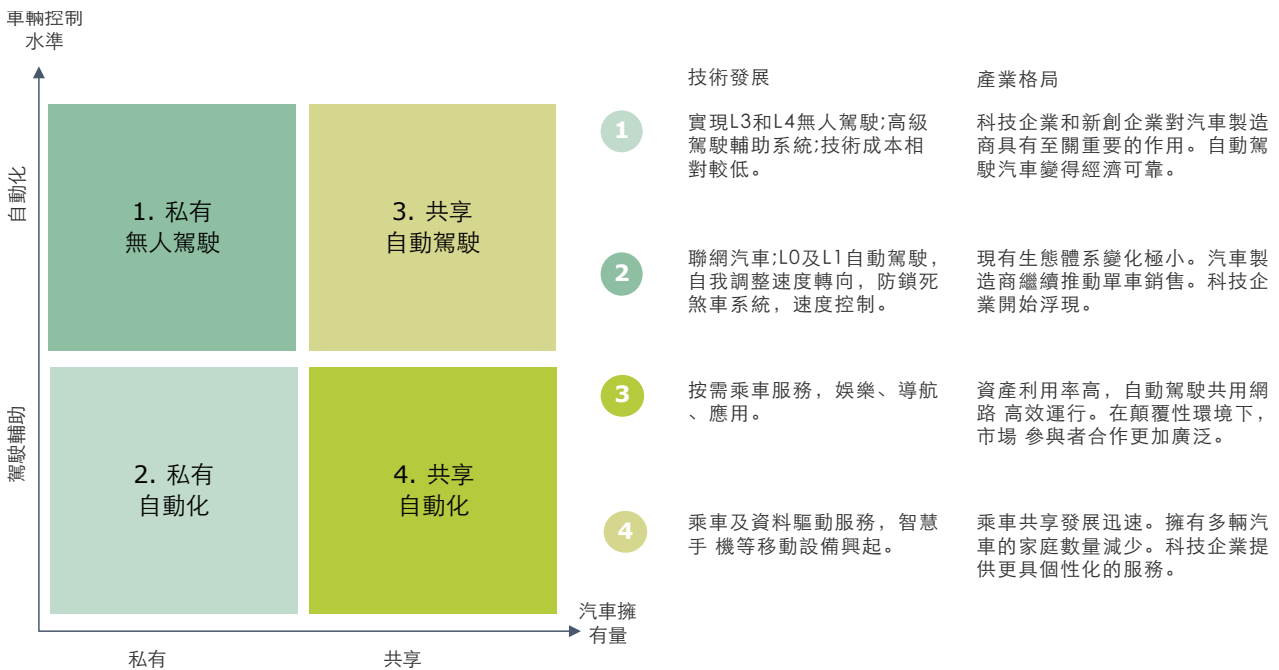 車輛控制
水準
自動化
駕駛輔助
1. 私有
無人駕駛
3. 共享
自動駕駛
2. 私有
自動化
4. 共享
自動化
汽車擁
有量
私有
共享
技術發展
產業格局
1
實現L3和L4無人駕駛;高級
駕駛輔助系統;技術成本相
對較低。
科技企業和新創企業對汽車製造
商具有至關重要的作用。自動駕
駛汽車變得經濟可靠。
2
聯網汽車;L0及L1自動駕駛，
自我調整速度轉向，防鎖死
煞車系統，速度控制。
現有生態體系變化極小。汽車製
造商繼續推動單車銷售。科技企
業開始浮現。
3
按需乘車服務，娛樂、導航
、應用。
資產利用率高，自動駕駛共用網
路 高效運行。在顛覆性環境下，
市場 參與者合作更加廣泛。
4
乘車及資料驅動服務，智慧
手 機等移動設備興起。
乘車共享發展迅速。擁有多輛汽
車的家庭數量減少。科技企業提
供更具個性化的服務。